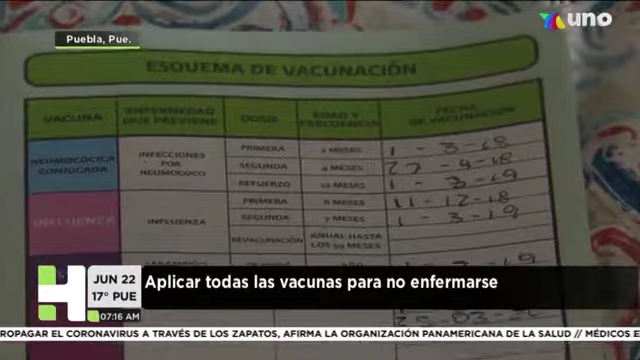 Puebla, Pue.
uno
ESQUEMA DE VACUNACIÓN
VACUNA ENFERMEDAD QUE PREVIENE DOSIS EDAD Y FRECUENCIA FECHA DE VACUNACIÓN
NEUMOCÓCICA CONJUGADA INFECCIONES POR NEUMOCOCO
PRIMERA 2 MESES 1-3-18
SEGUNDA 4 MESES 27-4-18
REFUERZO 12 MESES 1-3-19
INFLUENZA INFLUENZA
PRIMERA 6 MESES 11-12-18
SEGUNDA 7 MESES 1-3-19
REVACUNACIÓN ANUAL HASTA LOS 59 MESES
H
JUN 22
17° PUE
07:16 AM
Aplicar todas las vacunas para no enfermarse
ROPAGAR EL CORONAVIRUS A TRAVÉS DE LOS ZAPATOS, AFIRMA LA ORGANIZACIÓN PANAMERICANA DE LA SALUD // MÉDICOS E